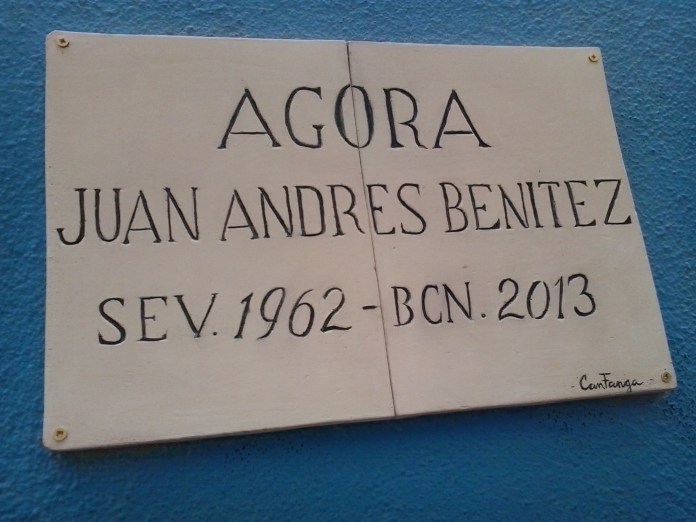 AGORA
JUAN ANDRES BENITEZ
SEV. 1962 - BCN. 2013
- CanFanga -